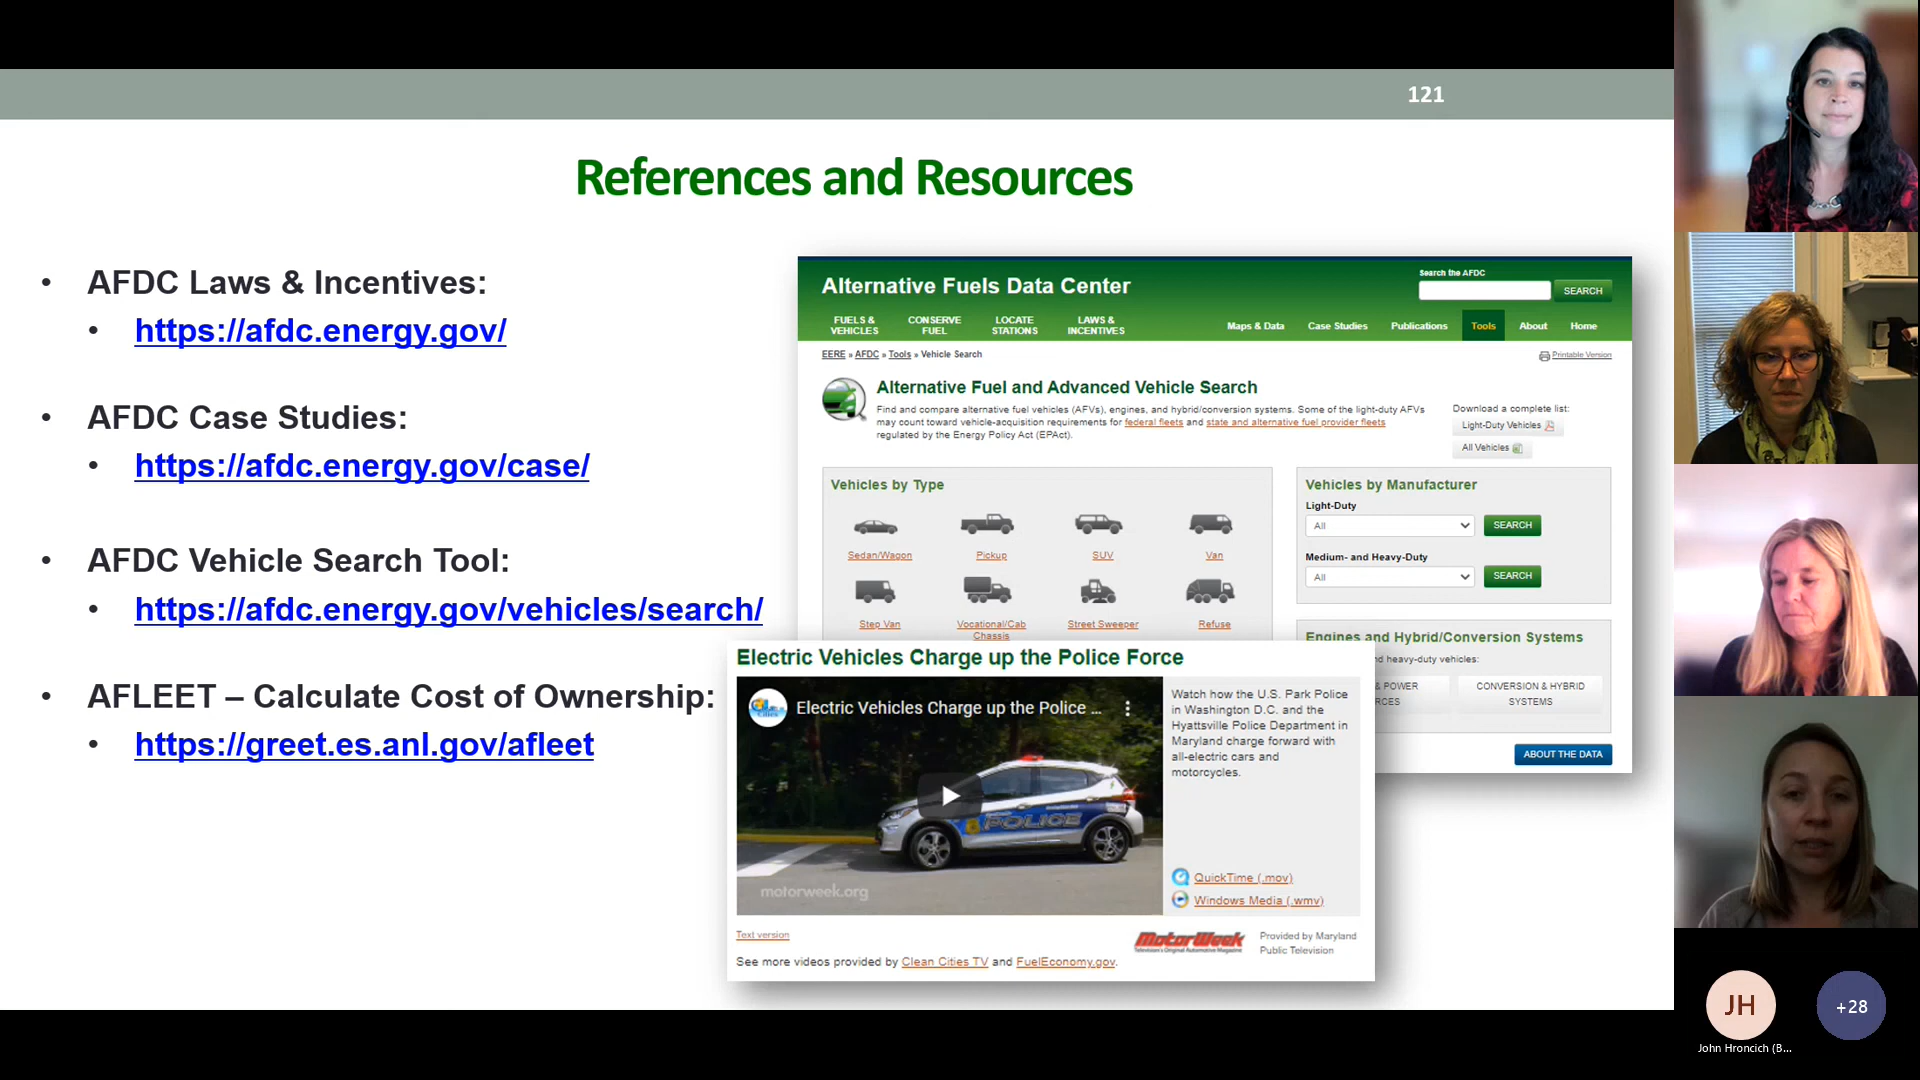 121
References and Resources
• AFDC Laws & Incentives:
• https://afdc.energy.gov/
• AFDC Case Studies:
• https://afdc.energy.gov/case/
• AFDC Vehicle Search Tool:
• https://afdc.energy.gov/vehicles/search/
• AFLEET – Calculate Cost of Ownership:
• https://greet.es.anl.gov/afleet
Alternative Fuels Data Center
Search the AFDC
SEARCH
FUELS &
VEHICLES
CONSERVE
FUEL
LOCATE
STATIONS
LAWS &
INCENTIVES
Maps & Data
Case Studies
Publications
Tools
About
Home
EERE » AFDC » Tools » Vehicle Search
Printable Version
Alternative Fuel and Advanced Vehicle Search
Find and compare alternative fuel vehicles (AFVs), engines, and hybrid/conversion systems. Some of the light-duty AFVs
may count toward vehicle-acquisition requirements for federal fleets and state and alternative fuel provider fleets
regulated by the Energy Policy Act (EPAct).
Download a complete list:
Light-Duty Vehicles
All Vehicles
Vehicles by Type
Sedan/Wagon
Pickup
SUV
Van
Step Van
Vocational/Cab
Chassis
Street Sweeper
Refuse
Vehicles by Manufacturer
Light-Duty
All
SEARCH
Medium- and Heavy-Duty
All
SEARCH
Engines and Hybrid/Conversion Systems
d heavy-duty vehicles:
& POWER
RCES
CONVERSION & HYBRID
SYSTEMS
ABOUT THE DATA
Electric Vehicles Charge up the Police Force
Electric Vehicles Charge up the Police ...
POLICE
motorweek.org
Watch how the U.S. Park Police
in Washington D.C. and the
Hyattsville Police Department in
Maryland charge forward with
all-electric cars and
motorcycles.
QuickTime (.mov)
Windows Media (.wmv)
Text version
MotorWeek
Television's Original Automotive Magazine
Provided by Maryland
Public Television
See more videos provided by Clean Cities TV and FuelEconomy.gov.
JH
+28
John Hroncich (B...